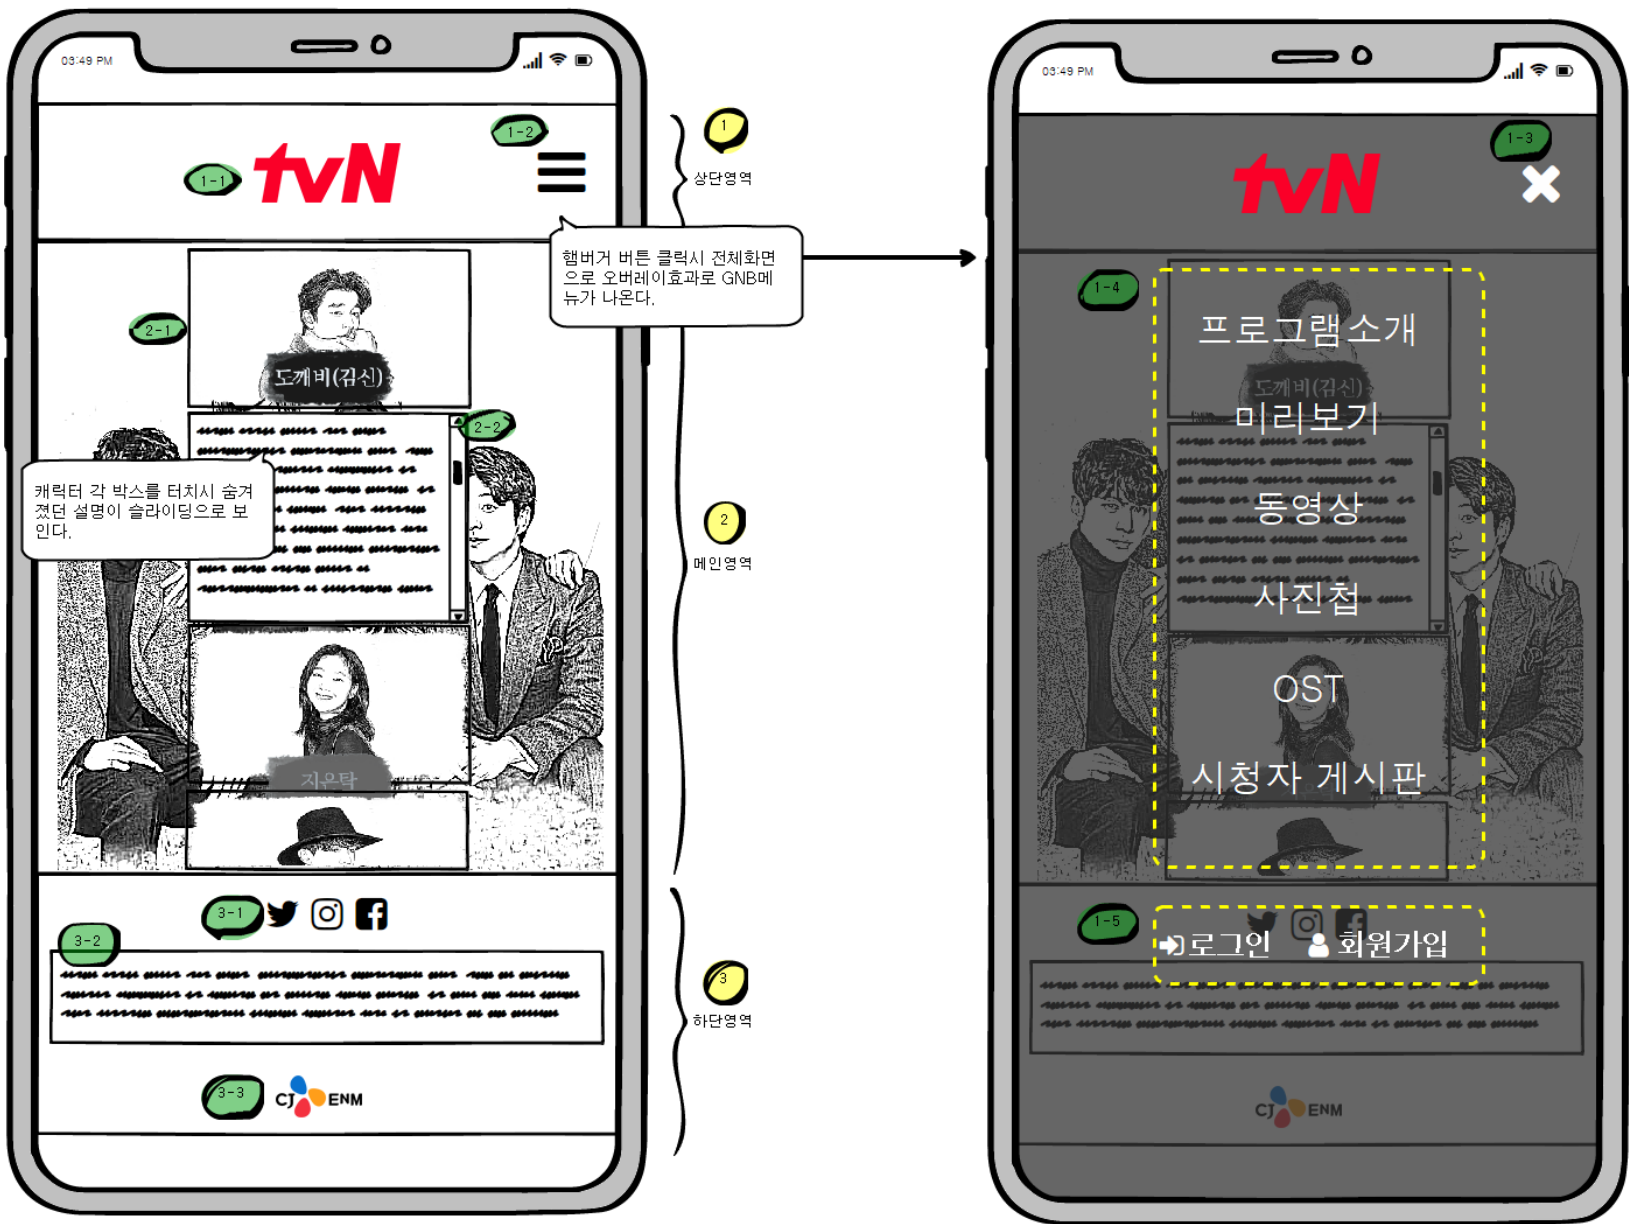 03:49 PM
1-1
tvN
1-2
햄버거 버튼 클릭시 전체화면
으로 오버레이효과로 GNB메
뉴가 나온다.
2-1
도깨비(김신)
2-2
캐릭터 각 박스를 터치시 숨겨
졌던 설명이 슬라이딩으로 보
인다.
지은탁
3-1
3-2
3-3
CJ ENM
1
상단영역
2
메인영역
3
하단영역
03:49 PM
tvN
1-3
1-4
프로그램소개
도깨비(김신)
미리보기
동영상
사진첩
OST
시청자 게시판
1-5
로그인 회원가입
CJ ENM